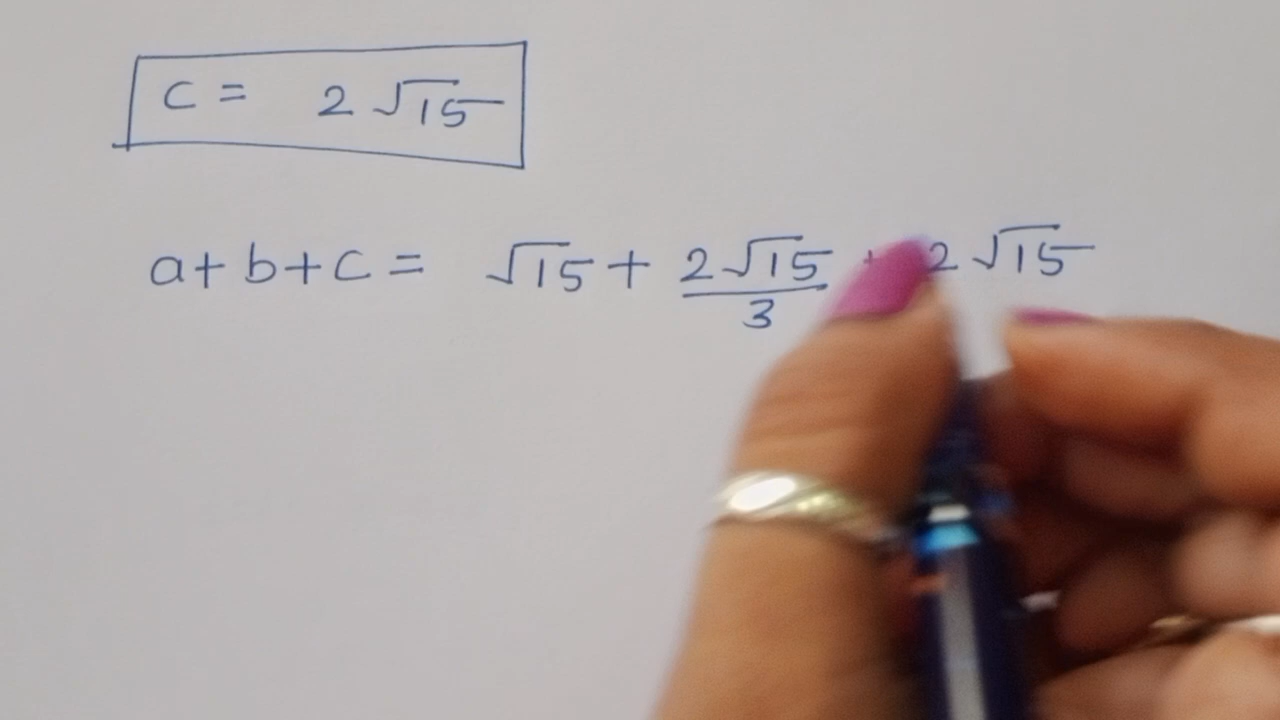 c = 2√15
a+b+c = √15 + 2√15/3 + 2√15